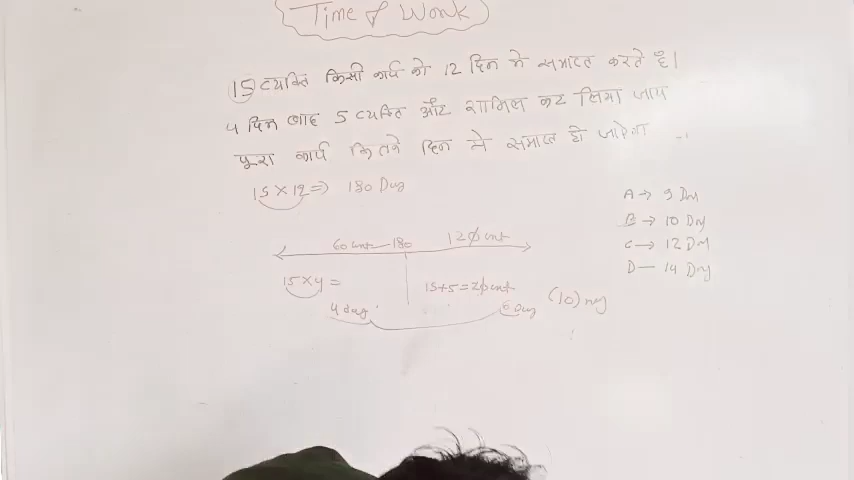 Time of Work
15 व्यक्ति किसी कार्य को 12 दिन मे समाप्त करते है।
4 दिन बाद 5 व्यक्ति और शामिल कर लिया जाय
पूरा कार्य कितने दिन मे समाप्त हो जाऐगा
15 × 12 => 180 Day
A → 9 Day
B → 10 Day
C → 12 Day
D — 14 Day
60 unit — 180 120 unit
15 × 4 = 15+5 = 20 unit
4 day 6 Day (10) day